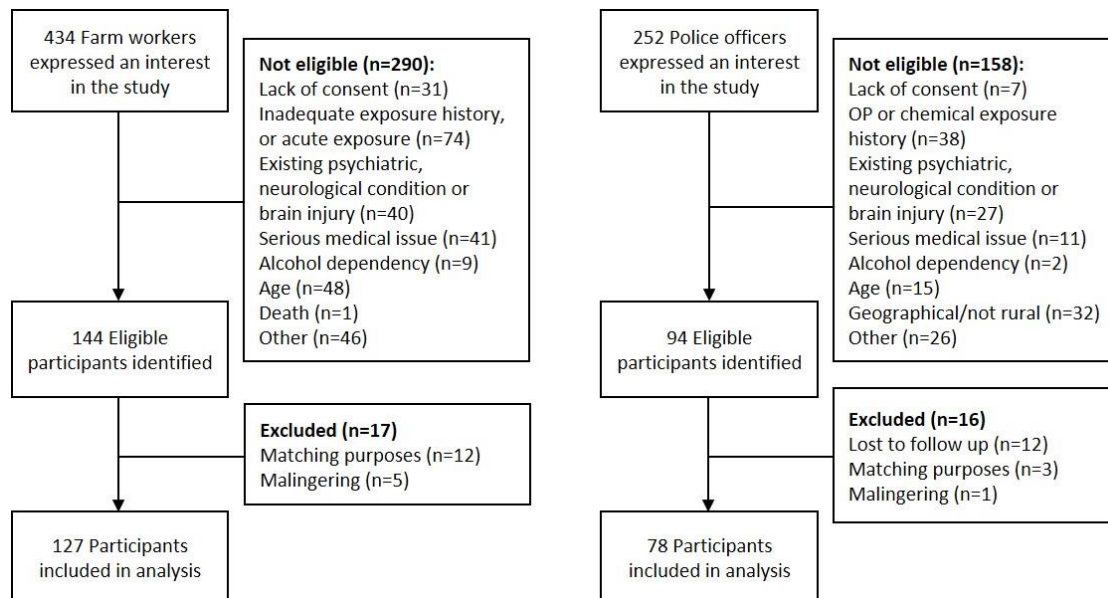 434 Farm workers
expressed an interest
in the study
Not eligible (n=290):
Lack of consent (n=31)
Inadequate exposure history,
or acute exposure (n=74)
Existing psychiatric,
neurological condition or
brain injury (n=40)
Serious medical issue (n=41)
Alcohol dependency (n=9)
Age (n=48)
Death (n=1)
Other (n=46)
144 Eligible
participants identified
Excluded (n=17)
Matching purposes (n=12)
Malingering (n=5)
127 Participants
included in analysis
252 Police officers
expressed an interest
in the study
Not eligible (n=158):
Lack of consent (n=7)
OP or chemical exposure
history (n=38)
Existing psychiatric,
neurological condition or
brain injury (n=27)
Serious medical issue (n=11)
Alcohol dependency (n=2)
Age (n=15)
Geographical/not rural (n=32)
Other (n=26)
94 Eligible
participants identified
Excluded (n=16)
Lost to follow up (n=12)
Matching purposes (n=3)
Malingering (n=1)
78 Participants
included in analysis